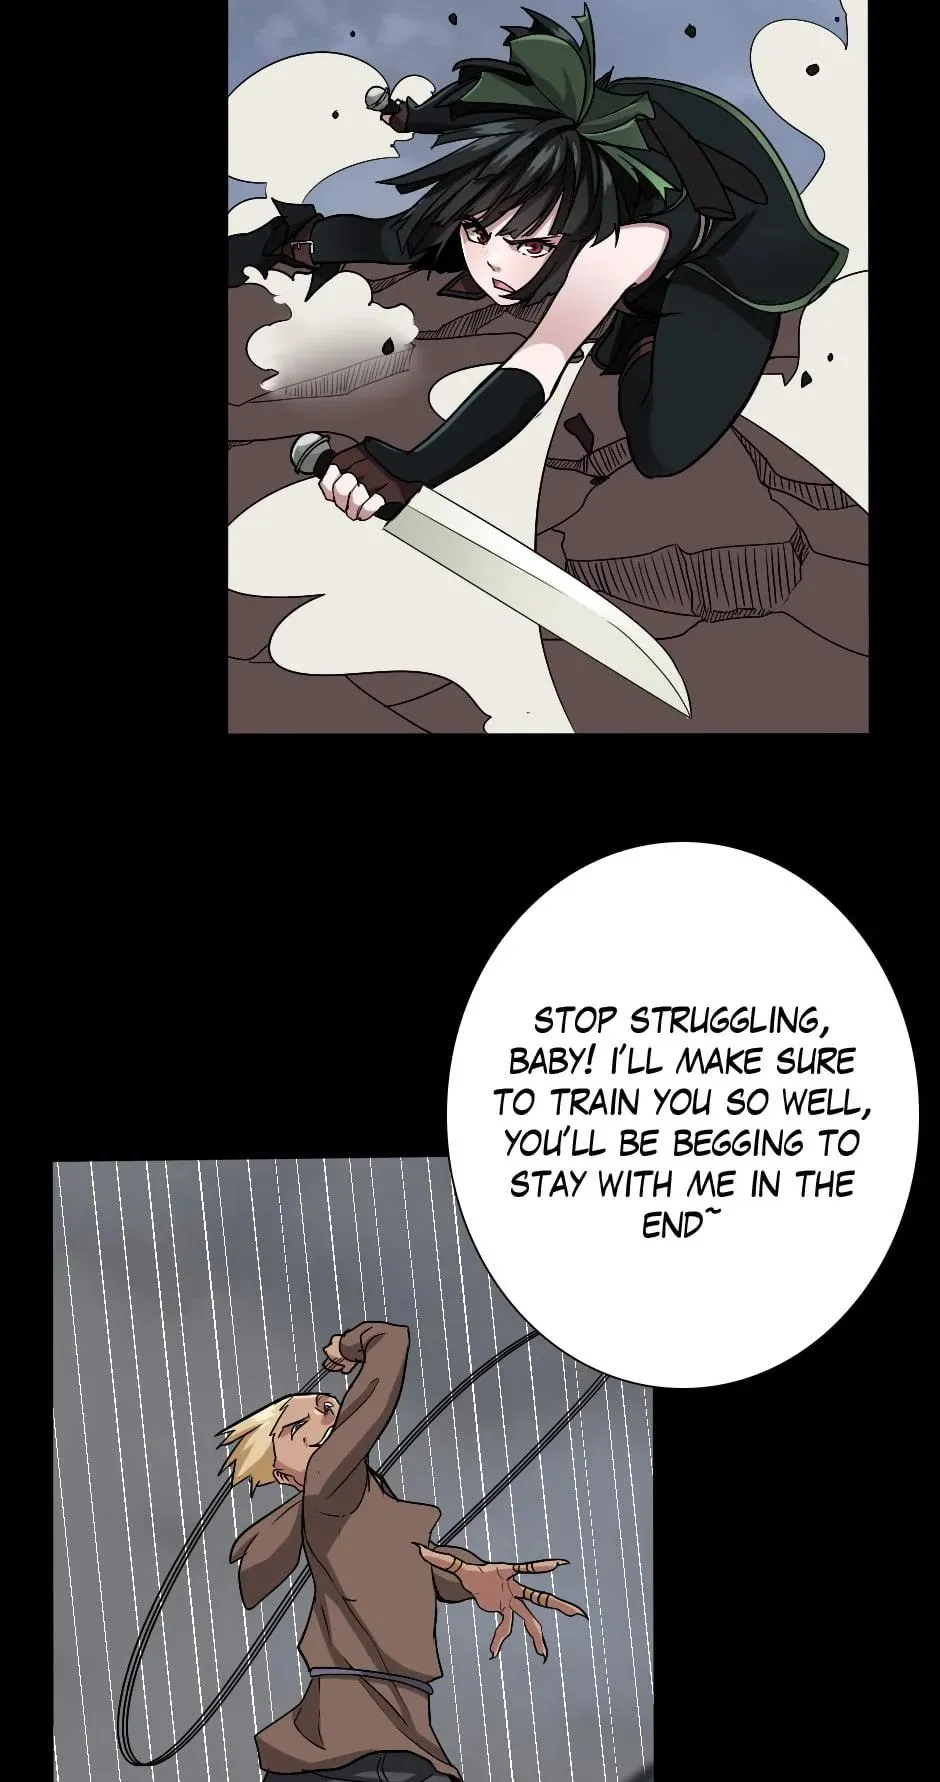 STOP STRUGGLING,
BABY! I'LL MAKE SURE
TO TRAIN YOU SO WELL,
YOU'LL BE BEGGING TO
STAY WITH ME IN THE
END~